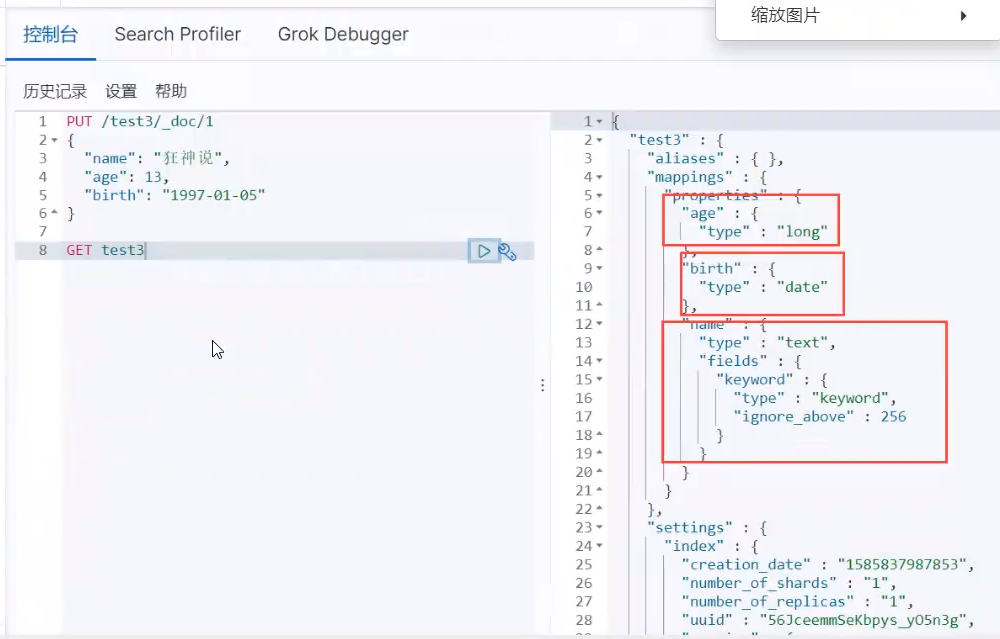 缩放图片
控制台 Search Profiler Grok Debugger
历史记录 设置 帮助
1 PUT /test3/_doc/1
2 {
3 "name": "狂神说",
4 "age": 13,
5 "birth": "1997-01-05"
6 }
7
8 GET test3
1 {
2 "test3" : {
3 "aliases" : { },
4 "mappings" : {
5 "properties" : {
6 "age" : {
7 "type" : "long"
8 },
9 "birth" : {
10 "type" : "date"
11 },
12 "name" : {
13 "type" : "text",
14 "fields" : {
15 "keyword" : {
16 "type" : "keyword",
17 "ignore_above" : 256
18 }
19 }
20 }
21 }
22 },
23 "settings" : {
24 "index" : {
25 "creation_date" : "1585837987853",
26 "number_of_shards" : "1",
27 "number_of_replicas" : "1",
28 "uuid" : "56JceemmSeKbpys_yO5n3g",